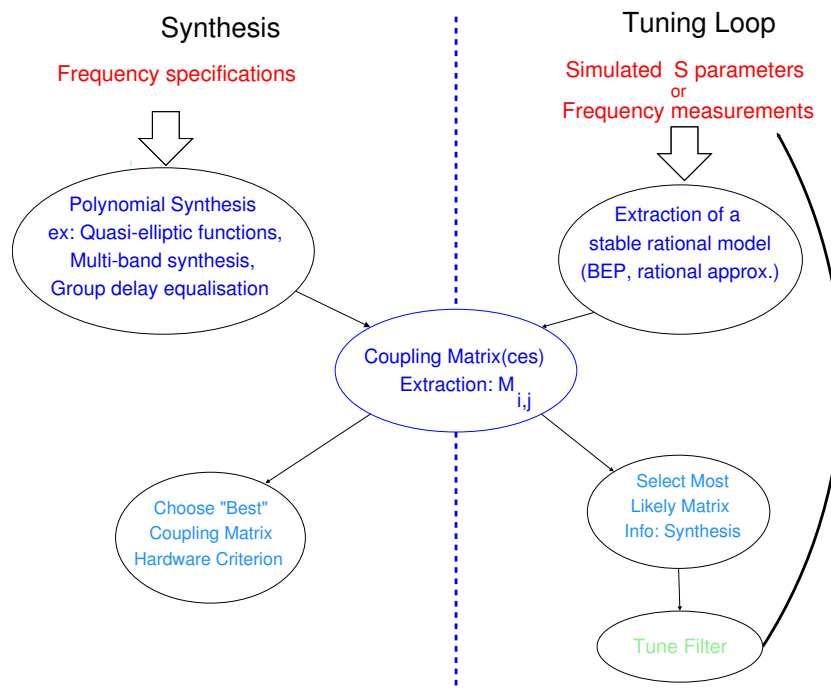 Synthesis
Frequency specifications
Polynomial Synthesis
ex: Quasi-elliptic functions,
Multi-band synthesis,
Group delay equalisation
Tuning Loop
Simulated S parameters
or
Frequency measurements
Extraction of a
stable rational model
(BEP, rational approx.)
Coupling Matrix(ces)
Extraction: M
i,j
Choose "Best"
Coupling Matrix
Hardware Criterion
Select Most
Likely Matrix
Info: Synthesis
Tune Filter